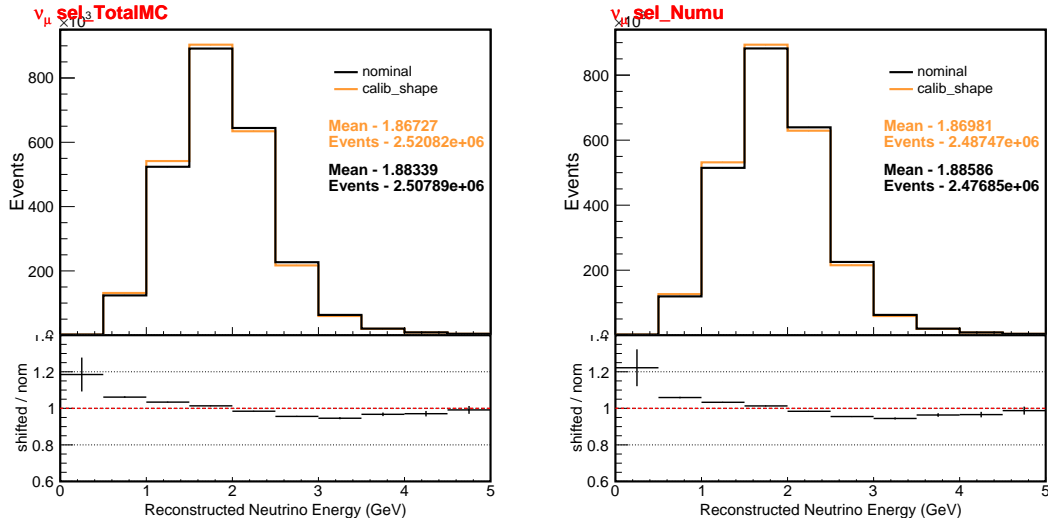 ν_μ sel_TotalMC
×10³
nominal
calib_shape
Mean - 1.86727
Events - 2.52082e+06
Mean - 1.88339
Events - 2.50789e+06
Events
800
600
400
200
shifted / nom
1.2
1
0.8
0.6
0 1 2 3 4 5
Reconstructed Neutrino Energy (GeV)
sel_Numu
nominal
calib_shape
Mean - 1.86981
Events - 2.48747e+06
Mean - 1.88586
Events - 2.47685e+06
Events
800
600
400
200
shifted / nom
1.2
1
0.8
0.6
0 1 2 3 4 5
Reconstructed Neutrino Energy (GeV)